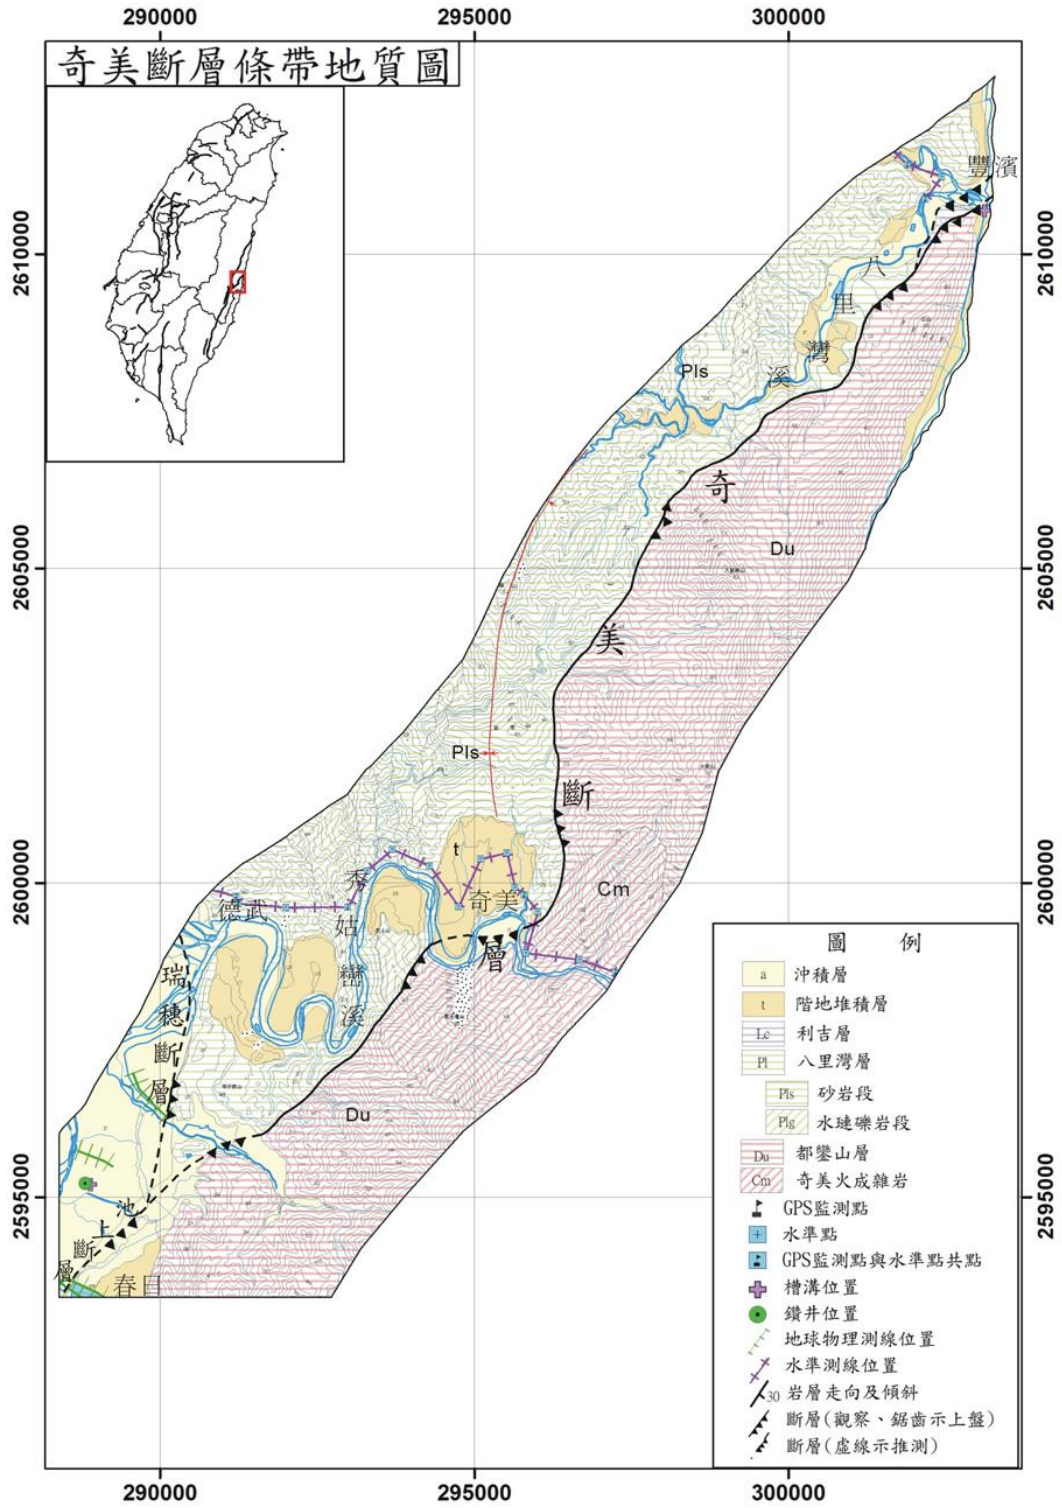 290000 295000 300000
奇美斷層條帶地質圖
2610000 2610000
2605000 2605000
2600000 2600000
2595000 2595000
豐濱
八里灣溪
Pls
奇美斷層
Du
Pls
t
Cm
奇美
德武
秀姑巒溪
瑞穗斷層
Du
池上斷層
春日
圖 例
a 沖積層
t 階地堆積層
Lc 利吉層
Pl 八里灣層
Pls 砂岩段
Plg 水璉礫岩段
Du 都鑾山層
Cm 奇美火成雜岩
GPS監測點
水準點
GPS監測點與水準點共點
槽溝位置
鑽井位置
地球物理測線位置
水準測線位置
30 岩層走向及傾斜
斷層(觀察、鋸齒示上盤)
斷層(虛線示推測)
290000 295000 300000